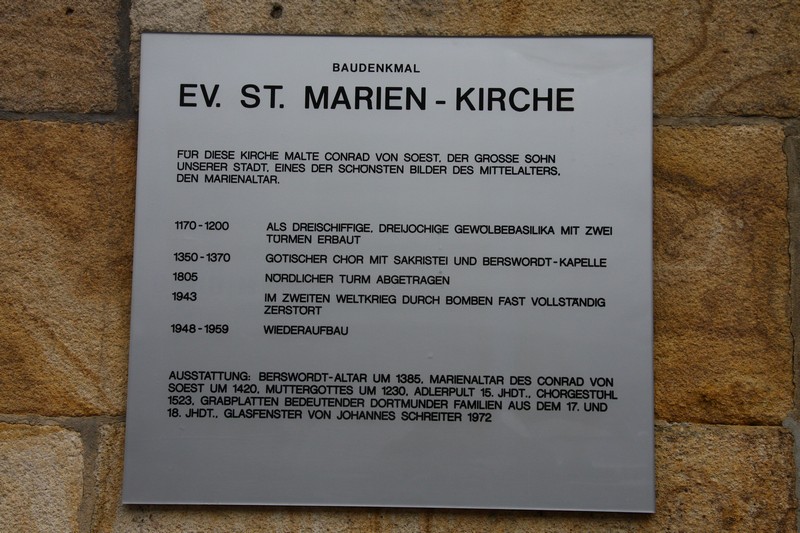 BAUDENKMAL
EV. ST. MARIEN - KIRCHE
FÜR DIESE KIRCHE MALTE CONRAD VON SOEST, DER GROSSE SOHN
UNSERER STADT, EINES DER SCHÖNSTEN BILDER DES MITTELALTERS,
DEN MARIENALTAR.
1170 - 1200 ALS DREISCHIFFIGE, DREIJOCHIGE GEWÖLBEBASILIKA MIT ZWEI
TÜRMEN ERBAUT
1350 - 1370 GOTISCHER CHOR MIT SAKRISTEI UND BERSWORDT - KAPELLE
1805 NÖRDLICHER TURM ABGETRAGEN
1943 IM ZWEITEN WELTKRIEG DURCH BOMBEN FAST VOLLSTÄNDIG
ZERSTÖRT
1948 - 1959 WIEDERAUFBAU
AUSSTATTUNG: BERSWORDT-ALTAR UM 1385, MARIENALTAR DES CONRAD VON
SOEST UM 1420, MUTTERGOTTES UM 1230, ADLERPULT 15. JHDT., CHORGESTÜHL
1523, GRABPLATTEN BEDEUTENDER DORTMUNDER FAMILIEN AUS DEM 17. UND
18. JHDT., GLASFENSTER VON JOHANNES SCHREITER 1972